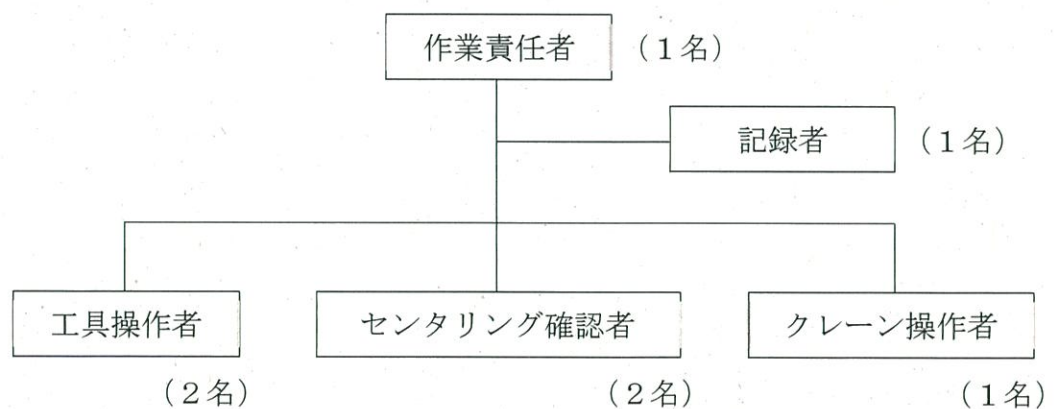 作業責任者 （１名）
記録者 （１名）
工具操作者 センタリング確認者 クレーン操作者
（２名） （２名） （１名）